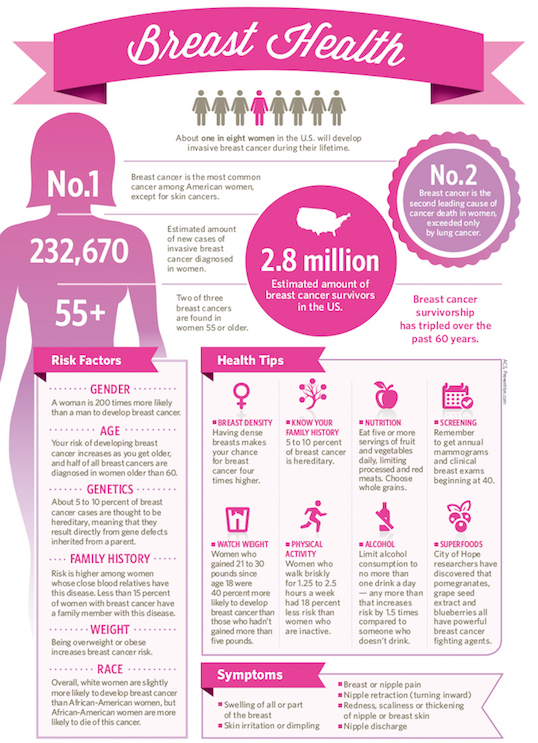 Breast Health
About one in eight women in the U.S. will develop
invasive breast cancer during their lifetime.
No.1
Breast cancer is the most common
cancer among American women,
except for skin cancers.
No.2
Breast cancer is the
second leading cause of
cancer death in women,
exceeded only
by lung cancer.
232,670
Estimated amount
of new cases of
invasive breast
cancer diagnosed
in women.
2.8 million
Estimated amount of
breast cancer survivors
in the US.
55+
Two of three
breast cancers
are found in
women 55 or older.
Breast cancer
survivorship
has tripled over the
past 60 years.
Risk Factors
GENDER
A woman is 200 times more likely
than a man to develop breast cancer.
AGE
Your risk of developing breast
cancer increases as you get older,
and half of all breast cancers are
diagnosed in women older than 60.
GENETICS
About 5 to 10 percent of breast
cancer cases are thought to be
hereditary, meaning that they
result directly from gene defects
inherited from a parent.
FAMILY HISTORY
Risk is higher among women
whose close blood relatives have
this disease. Less than 15 percent
of women with breast cancer have
a family member with this disease.
WEIGHT
Being overweight or obese
increases breast cancer risk.
RACE
Overall, white women are slightly
more likely to develop breast cancer
than African-American women, but
African-American women are more
likely to die of this cancer.
Health Tips
BREAST DENSITY
Having dense
breasts makes
your chance
for breast
cancer four
times higher.
KNOW YOUR
FAMILY HISTORY
5 to 10 percent
of breast cancer
is hereditary.
NUTRITION
Eat five or more
servings of fruit
and vegetables
daily, limiting
processed and red
meats. Choose
whole grains.
SCREENING
Remember
to get annual
mammograms
and clinical
breast exams
beginning at 40.
WATCH WEIGHT
Women who
gained 21 to 30
pounds since
age 18 were
40 percent more
likely to develop
breast cancer than
those who hadn't
gained more than
five pounds.
PHYSICAL
ACTIVITY
Women who
walk briskly
for 1.25 to 2.5
hours a week
had 18 percent
less risk than
women who
are inactive.
ALCOHOL
Limit alcohol
consumption to
no more than
one drink a day
— any more than
that increases
risk by 1.5 times
compared to
someone who
doesn't drink.
SUPERFOODS
City of Hope
researchers have
discovered that
pomegranates,
grape seed
extract and
blueberries all
have powerful
breast cancer
fighting agents.
ACS, Prevention.com
Symptoms
Swelling of all or part
of the breast
Skin irritation or dimpling
Breast or nipple pain
Nipple retraction (turning inward)
Redness, scaliness or thickening
of nipple or breast skin
Nipple discharge